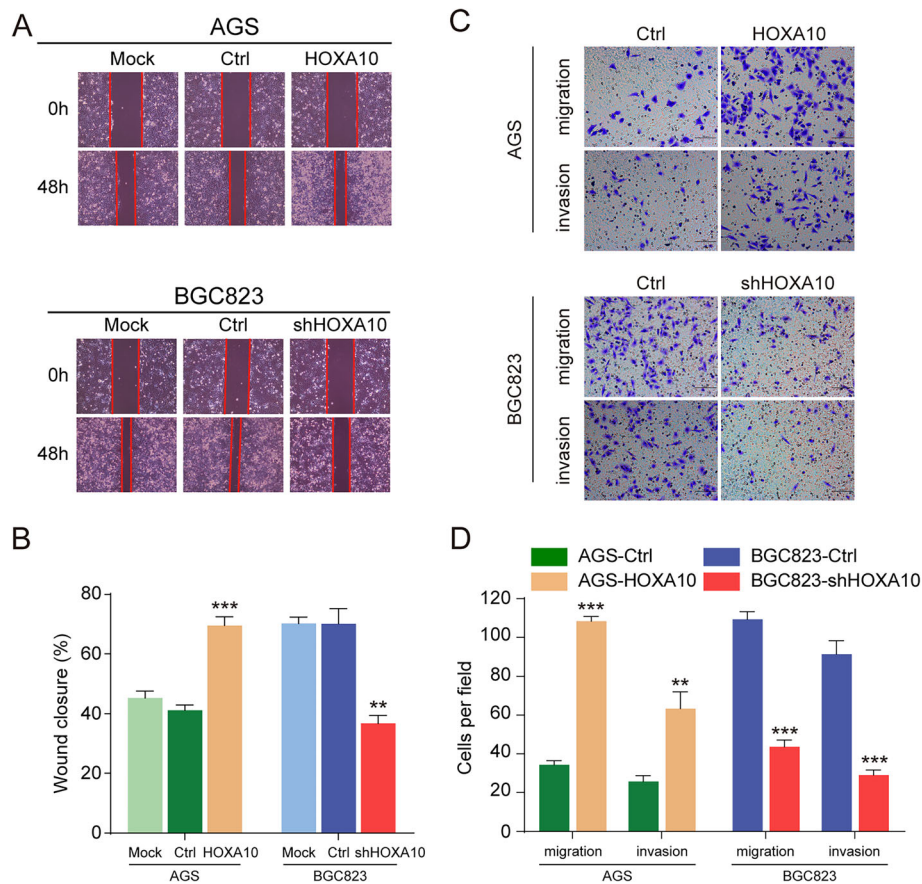 A
AGS
Mock Ctrl HOXA10
0h
48h
BGC823
Mock Ctrl shHOXA10
0h
48h
C
Ctrl HOXA10
AGS
migration
invasion
Ctrl shHOXA10
BGC823
migration
invasion
B
Wound closure (%)
80
60
40
20
0
***
**
Mock Ctrl HOXA10 Mock Ctrl shHOXA10
AGS BGC823
D
AGS-Ctrl BGC823-Ctrl
AGS-HOXA10 BGC823-shHOXA10
Cells per field
120
100
80
60
40
20
0
***
**
***
***
migration invasion migration invasion
AGS BGC823